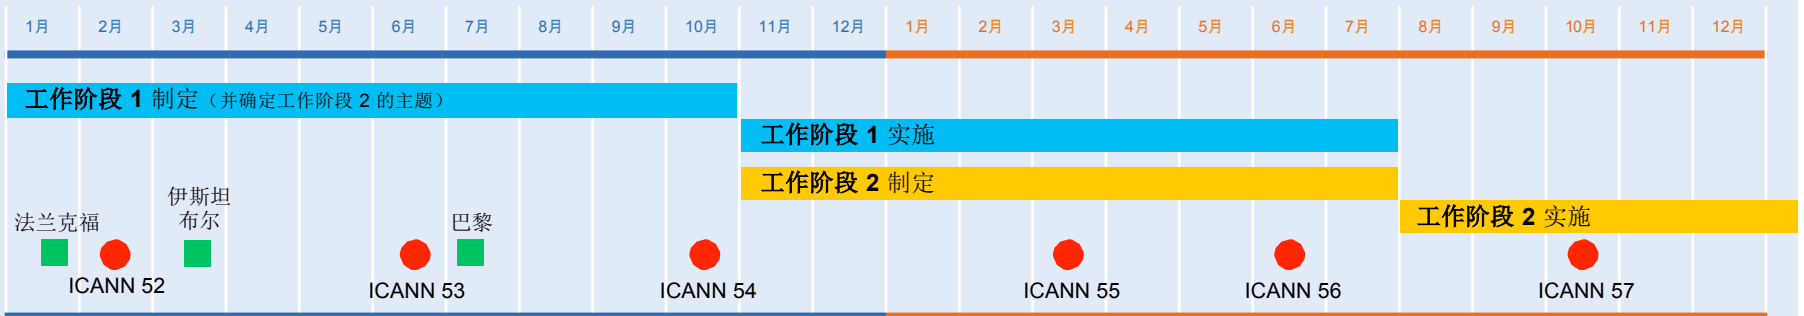 1月 2月 3月 4月 5月 6月 7月 8月 9月 10月 11月 12月 1月 2月 3月 4月 5月 6月 7月 8月 9月 10月 11月 12月
工作阶段 1 制定（并确定工作阶段 2 的主题）
工作阶段 1 实施
工作阶段 2 制定
工作阶段 2 实施
法兰克福
伊斯坦
布尔
巴黎
ICANN 52
ICANN 53
ICANN 54
ICANN 55
ICANN 56
ICANN 57